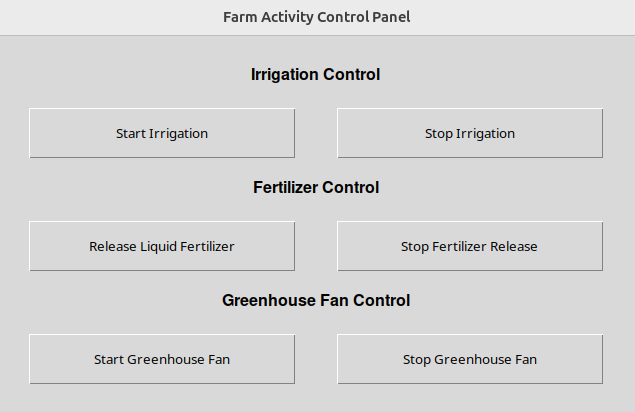 Farm Activity Control Panel
Irrigation Control
Start Irrigation
Stop Irrigation
Fertilizer Control
Release Liquid Fertilizer
Stop Fertilizer Release
Greenhouse Fan Control
Start Greenhouse Fan
Stop Greenhouse Fan